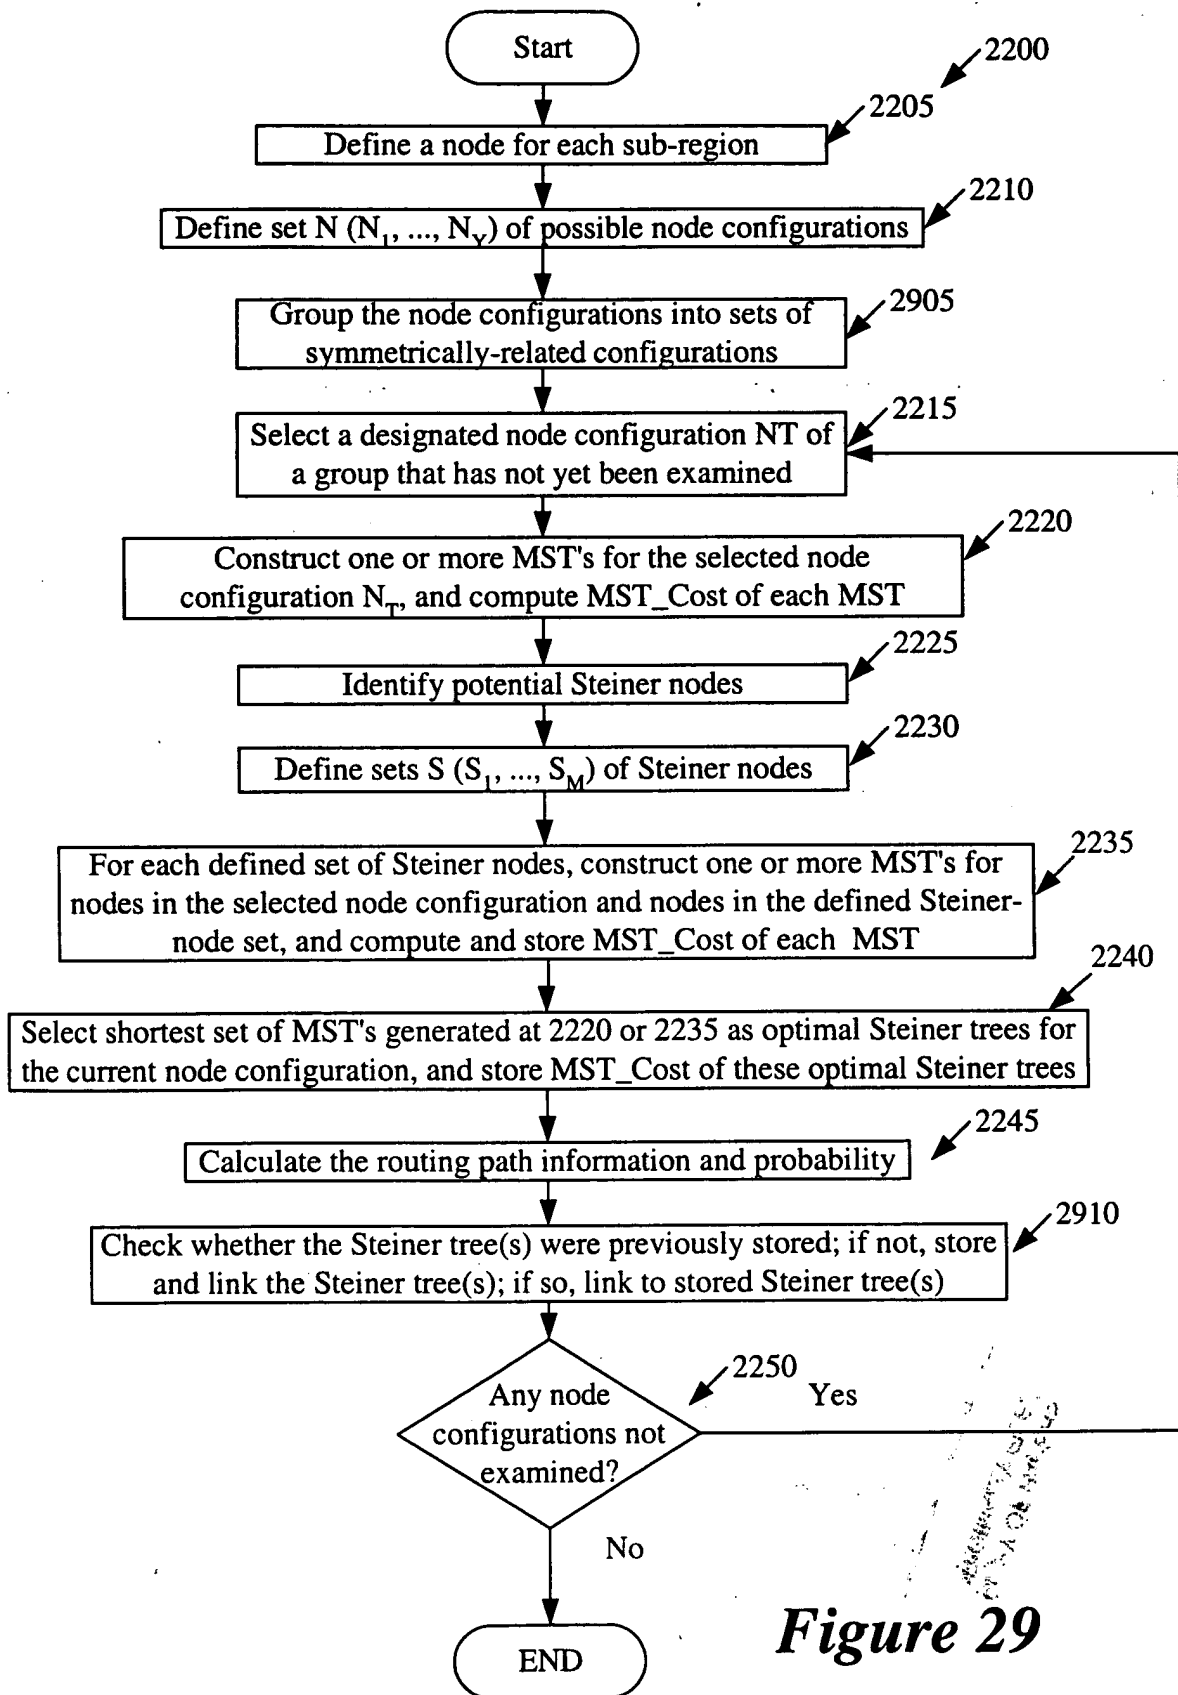 Start
2200
2205
Define a node for each sub-region
2210
Define set N (N1, ..., NY) of possible node configurations
2905
Group the node configurations into sets of
symmetrically-related configurations
2215
Select a designated node configuration NT of
a group that has not yet been examined
2220
Construct one or more MST's for the selected node
configuration NT, and compute MST_Cost of each MST
2225
Identify potential Steiner nodes
2230
Define sets S (S1, ..., SM) of Steiner nodes
2235
For each defined set of Steiner nodes, construct one or more MST's for
nodes in the selected node configuration and nodes in the defined Steiner-
node set, and compute and store MST_Cost of each MST
2240
Select shortest set of MST's generated at 2220 or 2235 as optimal Steiner trees for
the current node configuration, and store MST_Cost of these optimal Steiner trees
2245
Calculate the routing path information and probability
2910
Check whether the Steiner tree(s) were previously stored; if not, store
and link the Steiner tree(s); if so, link to stored Steiner tree(s)
2250
Any node
configurations not
examined?
Yes
No
END
Figure 29